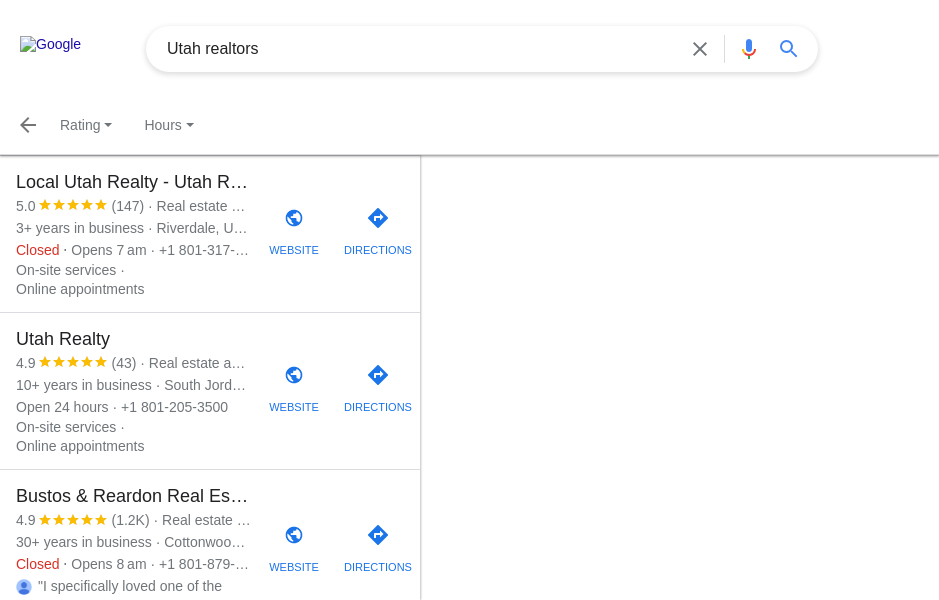 Google
Utah realtors
Rating
Hours
Local Utah Realty - Utah R…
5.0 (147) · Real estate …
3+ years in business · Riverdale, U…
Closed · Opens 7 am · +1 801-317-…
On-site services ·
Online appointments
WEBSITE
DIRECTIONS
Utah Realty
4.9 (43) · Real estate a…
10+ years in business · South Jord…
Open 24 hours · +1 801-205-3500
On-site services ·
Online appointments
WEBSITE
DIRECTIONS
Bustos & Reardon Real Es…
4.9 (1.2K) · Real estate …
30+ years in business · Cottonwoo…
Closed · Opens 8 am · +1 801-879-…
"I specifically loved one of the
WEBSITE
DIRECTIONS